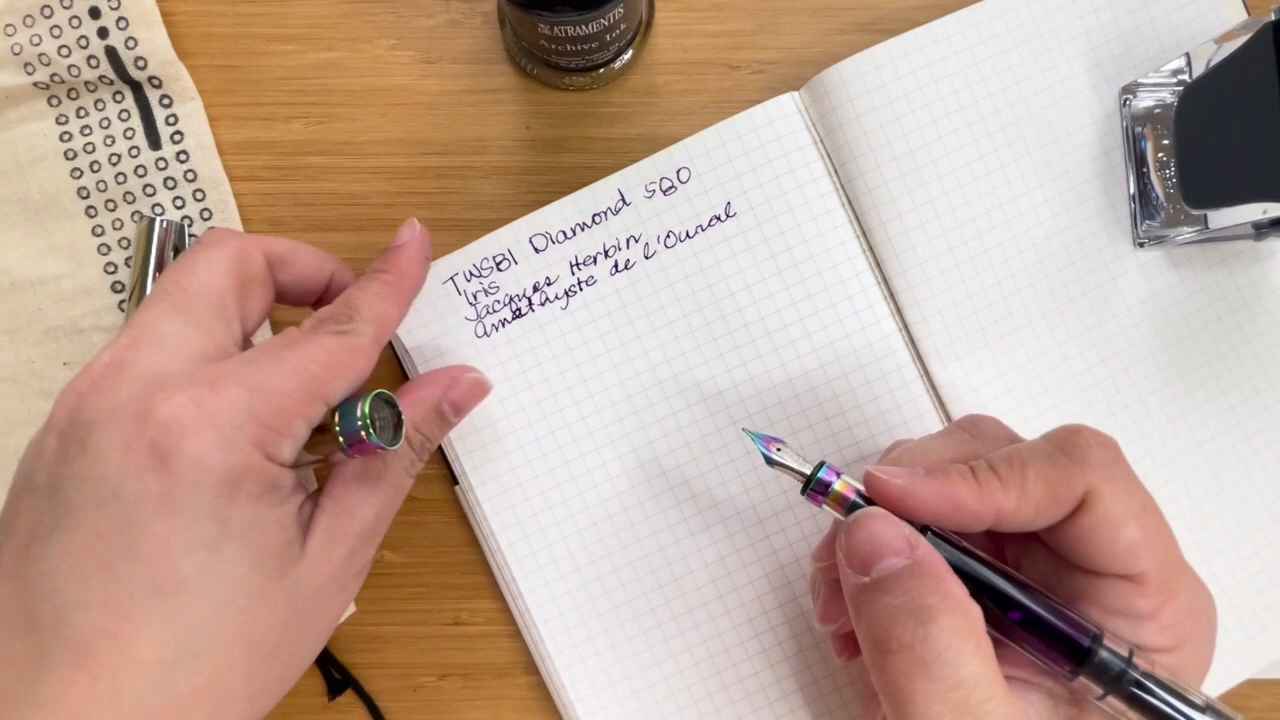 ATRAMENTIS
Archive Ink
TWSBI Diamond 580
Iris
Jacques Herbin
Améthyste de l'Oural